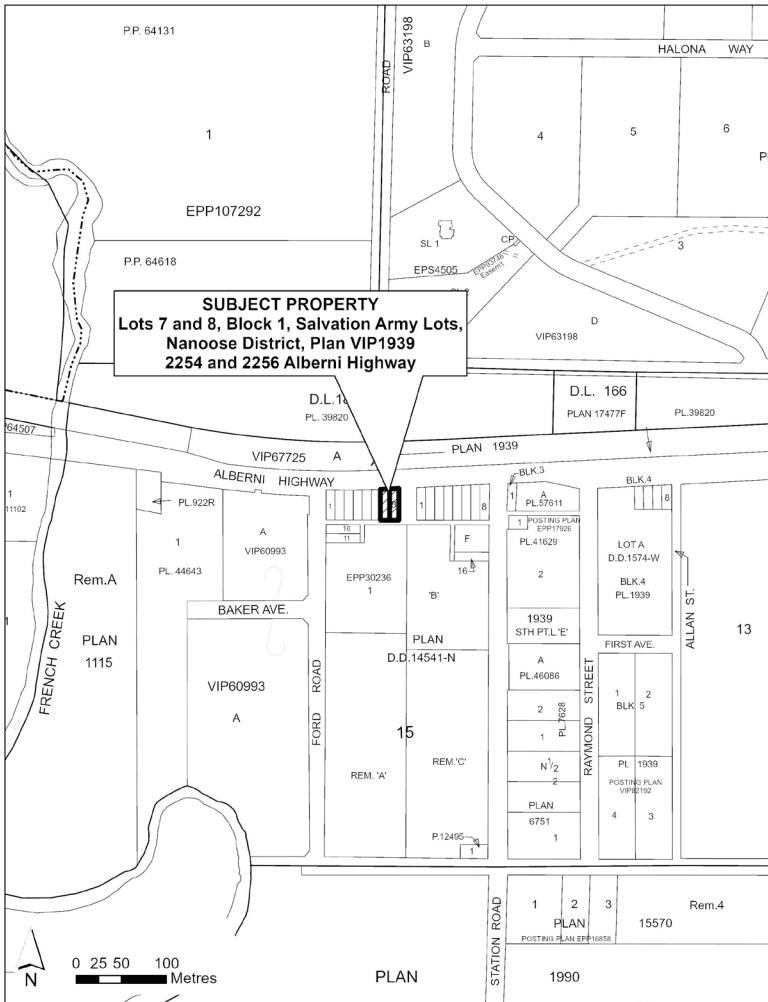 P.P. 64131
ROAD
VIP63198
B
HALONA WAY
1
4
5
6
EPP107292
P.P. 64618
SL 1
CP
EPP93746
Easem't
EPS4505
3
D
VIP63198
SUBJECT PROPERTY
Lots 7 and 8, Block 1, Salvation Army Lots,
Nanoose District, Plan VIP1939
2254 and 2256 Alberni Highway
PL. 39820
D.L. 166
PLAN 17477F
PL.39820
VIP67725 A
PLAN 1939
ALBERNI HIGHWAY
BLK.3
BLK.4
PL.922R
1
1
8
1
A
PL.57611
8
1
11102
1
PL. 44643
A
VIP60993
10
11
F
16
1
POSTING PLAN
EPP17926
PL.41629
2
LOT A
D.D.1574-W
BLK.4
PL.1939
ALLAN ST.
Rem.A
PLAN
1115
EPP30236
1
'B'
BAKER AVE.
1939
STH PT.L.'E'
13
FRENCH CREEK
PLAN
D.D.14541-N
FIRST AVE.
A
PL.46086
VIP60993
A
FORD ROAD
15
2
1
PL.7628
RAYMOND STREET
1
2
BLK 5
REM. 'A'
REM.'C'
N 1/2
2
PL 1939
POSTING PLAN
VIP82192
PLAN
6751
1
4
3
P.12495
1
STATION ROAD
1
2
3
Rem.4
PLAN
15570
POSTING PLAN EPP16858
N
0 25 50 100
Metres
PLAN
1990